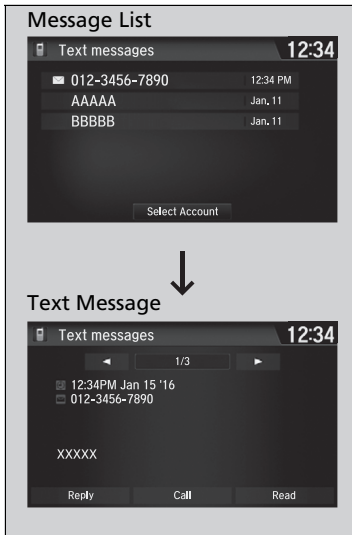 Message List
Text messages 12:34
012-3456-7890 12:34 PM
AAAAA Jan. 11
BBBBB Jan. 11
Select Account
Text Message
Text messages 12:34
1/3
12:34PM Jan 15 '16
012-3456-7890
XXXXX
Reply Call Read